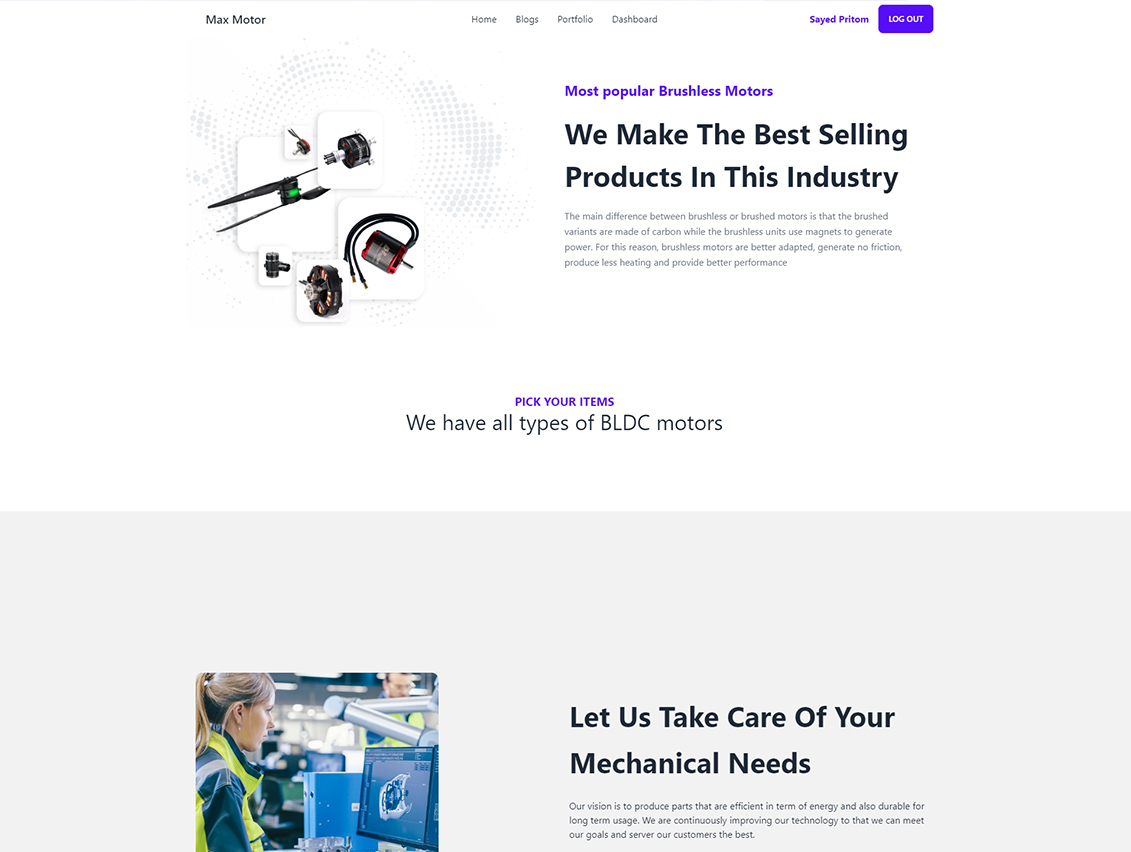 Max Motor
Home Blogs Portfolio Dashboard
Sayed Pritom
LOG OUT
Most popular Brushless Motors
We Make The Best Selling
Products In This Industry
The main difference between brushless or brushed motors is that the brushed
variants are made of carbon while the brushless units use magnets to generate
power. For this reason, brushless motors are better adapted, generate no friction,
produce less heating and provide better performance
PICK YOUR ITEMS
We have all types of BLDC motors
Let Us Take Care Of Your
Mechanical Needs
Our vision is to produce parts that are efficient in term of energy and also durable for
long term usage. We are continuously improving our technology to that we can meet
our goals and server our customers the best.